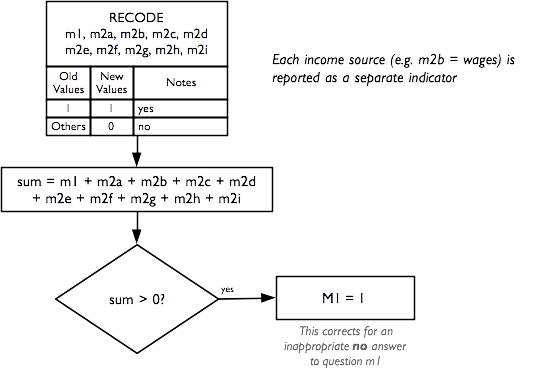 RECODE
m1, m2a, m2b, m2c, m2d
m2e, m2f, m2g, m2h, m2i
Old Values New Values Notes
1 1 yes
Others 0 no
Each income source (e.g. m2b = wages) is
reported as a separate indicator
sum = m1 + m2a + m2b + m2c + m2d
+ m2e + m2f + m2g + m2h + m2i
sum > 0?
yes
M1 = 1
This corrects for an
inappropriate no answer
to question m1